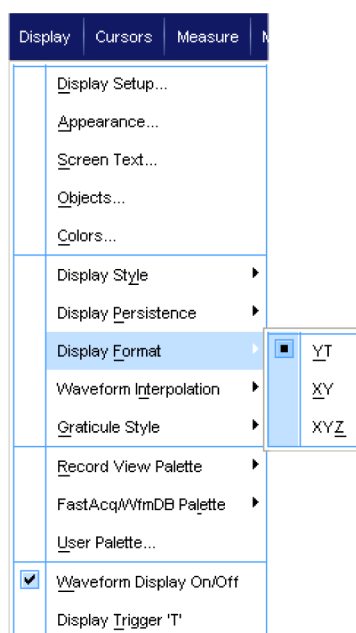 Display Cursors Measure
Display Setup...
Appearance...
Screen Text...
Objects...
Colors...
Display Style
Display Persistence
Display Format
YT
Waveform Interpolation
XY
Graticule Style
XYZ
Record View Palette
FastAcq/WfmDB Palette
User Palette...
Waveform Display On/Off
Display Trigger 'T'